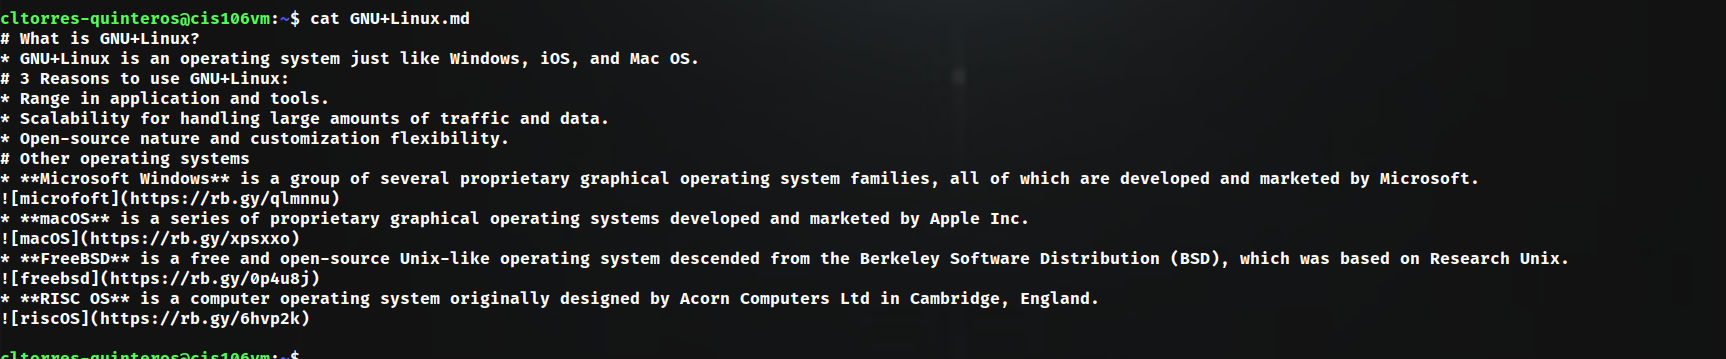 cltorres-quinteros@cis106vm:~$ cat GNU+Linux.md
# What is GNU+Linux?
* GNU+Linux is an operating system just like Windows, iOS, and Mac OS.
# 3 Reasons to use GNU+Linux:
* Range in application and tools.
* Scalability for handling large amounts of traffic and data.
* Open-source nature and customization flexibility.
# Other operating systems
* **Microsoft Windows** is a group of several proprietary graphical operating system families, all of which are developed and marketed by Microsoft.
![microfoft](https://rb.gy/qlmnnu)
* **macOS** is a series of proprietary graphical operating systems developed and marketed by Apple Inc.
![macOS](https://rb.gy/xpsxxo)
* **FreeBSD** is a free and open-source Unix-like operating system descended from the Berkeley Software Distribution (BSD), which was based on Research Unix.
![freebsd](https://rb.gy/0p4u8j)
* **RISC OS** is a computer operating system originally designed by Acorn Computers Ltd in Cambridge, England.
![riscOS](https://rb.gy/6hvp2k)
cltorres-quinteros@cis106vm:~$